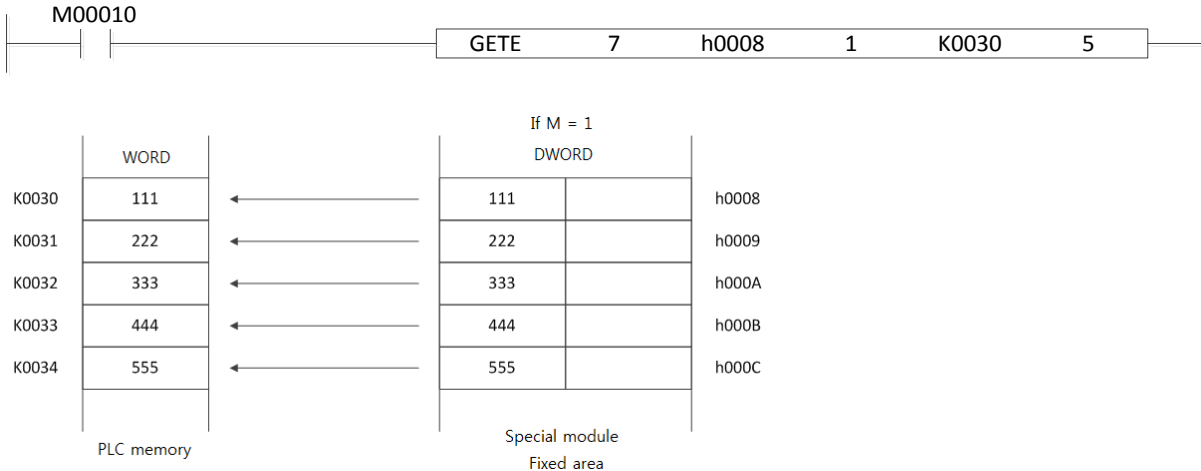 M00010
GETE 7 h0008 1 K0030 5
If M = 1
WORD DWORD
K0030 111 111 h0008
K0031 222 222 h0009
K0032 333 333 h000A
K0033 444 444 h000B
K0034 555 555 h000C
PLC memory
Special module
Fixed area